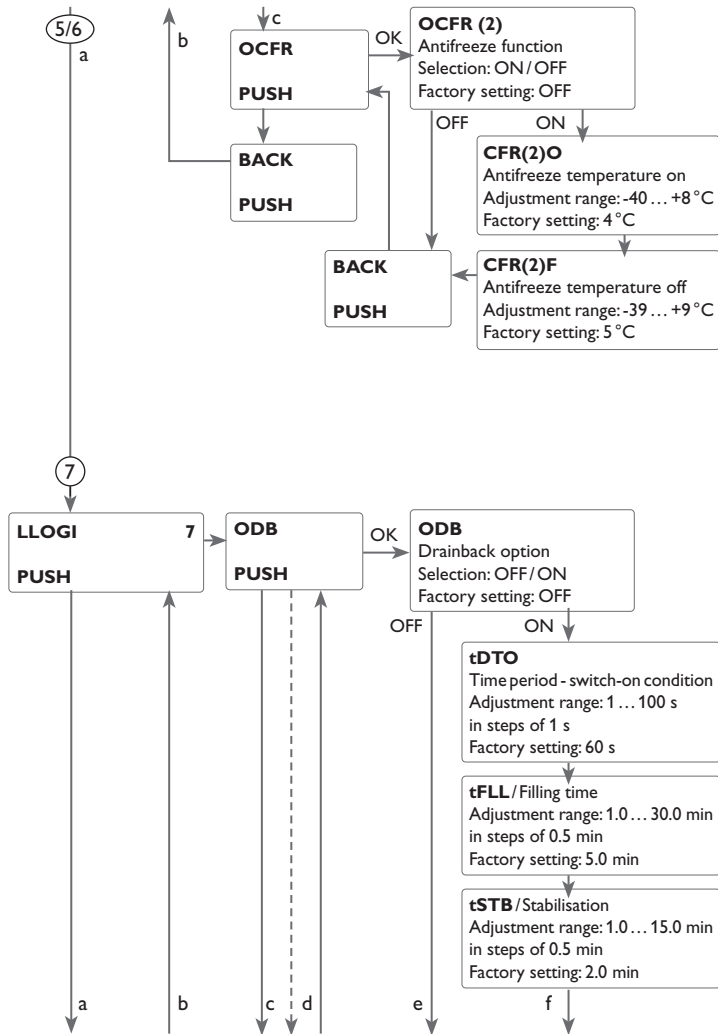 5/6
a
b
c
OCFR
PUSH
OK
OCFR (2)
Antifreeze function
Selection: ON / OFF
Factory setting: OFF
OFF
ON
BACK
PUSH
CFR(2)O
Antifreeze temperature on
Adjustment range: -40 … +8 °C
Factory setting: 4 °C
BACK
PUSH
CFR(2)F
Antifreeze temperature off
Adjustment range: -39 … +9 °C
Factory setting: 5 °C
7
LLOGI 7
PUSH
ODB
PUSH
OK
ODB
Drainback option
Selection: OFF / ON
Factory setting: OFF
OFF
ON
tDTO
Time period - switch-on condition
Adjustment range: 1 … 100 s
in steps of 1 s
Factory setting: 60 s
tFLL / Filling time
Adjustment range: 1.0 … 30.0 min
in steps of 0.5 min
Factory setting: 5.0 min
tSTB / Stabilisation
Adjustment range: 1.0 … 15.0 min
in steps of 0.5 min
Factory setting: 2.0 min
a
b
c
d
e
f